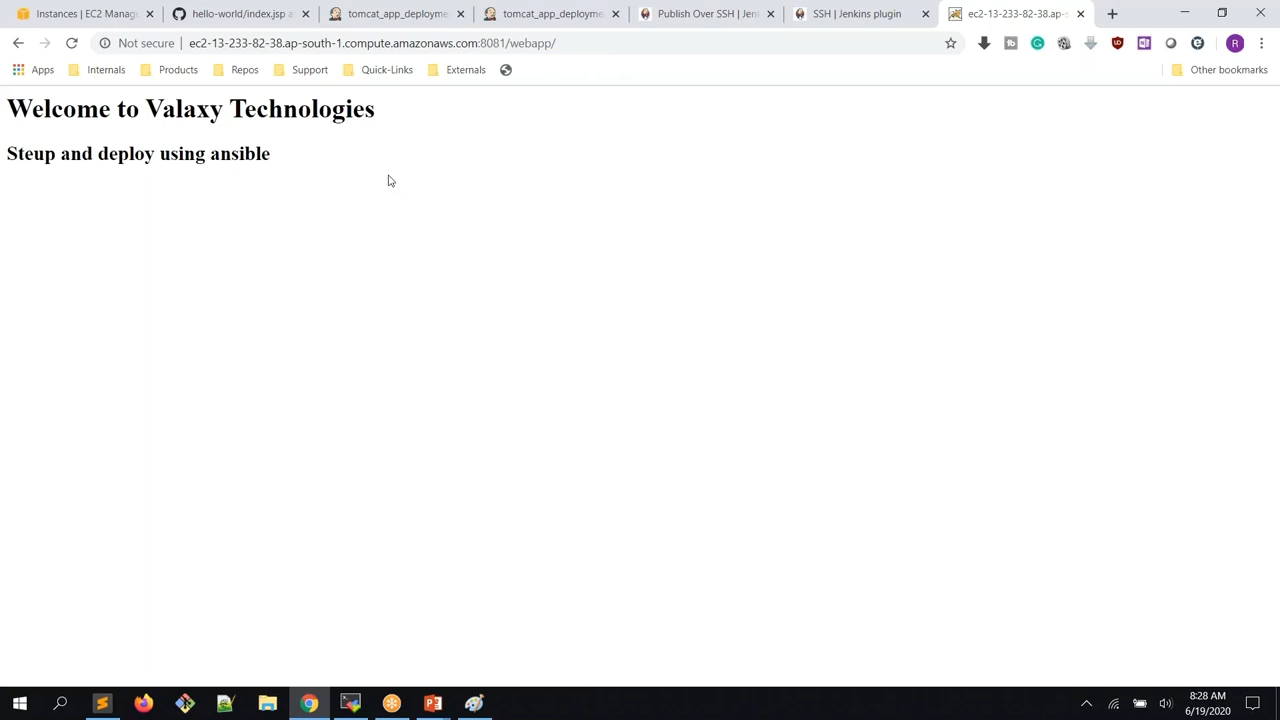 Instances | EC2 Manag
hello-world/index.jsp a
tomcat_app_deployme
tomcat_app_deployme
Publish Over SSH | Jen
SSH | Jenkins plugin
ec2-13-233-82-38.ap-s
Not secure
ec2-13-233-82-38.ap-south-1.compute.amazonaws.com:8081/webapp/
R
Apps
Internals
Products
Repos
Support
Quick-Links
Externals
Other bookmarks
Welcome to Valaxy Technologies
Steup and deploy using ansible
8:28 AM
6/19/2020